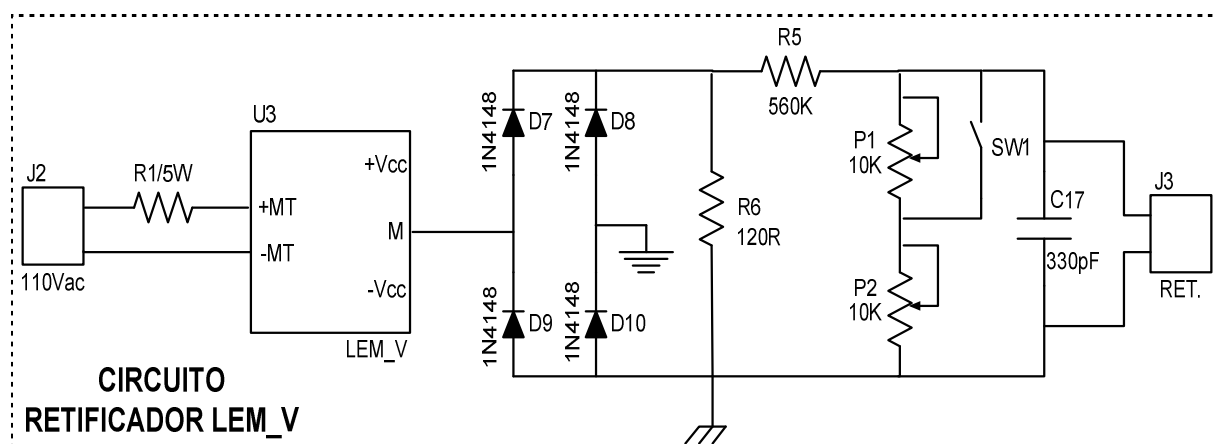 R5
560K
1N4148
D7
1N4148
D8
U3
+Vcc
P1
10K
SW1
J2
R1/5W
+MT
-MT
110Vac
M
-Vcc
LEM_V
R6
120R
C17
330pF
J3
RET.
P2
10K
1N4148
D9
1N4148
D10
CIRCUITO
RETIFICADOR LEM_V